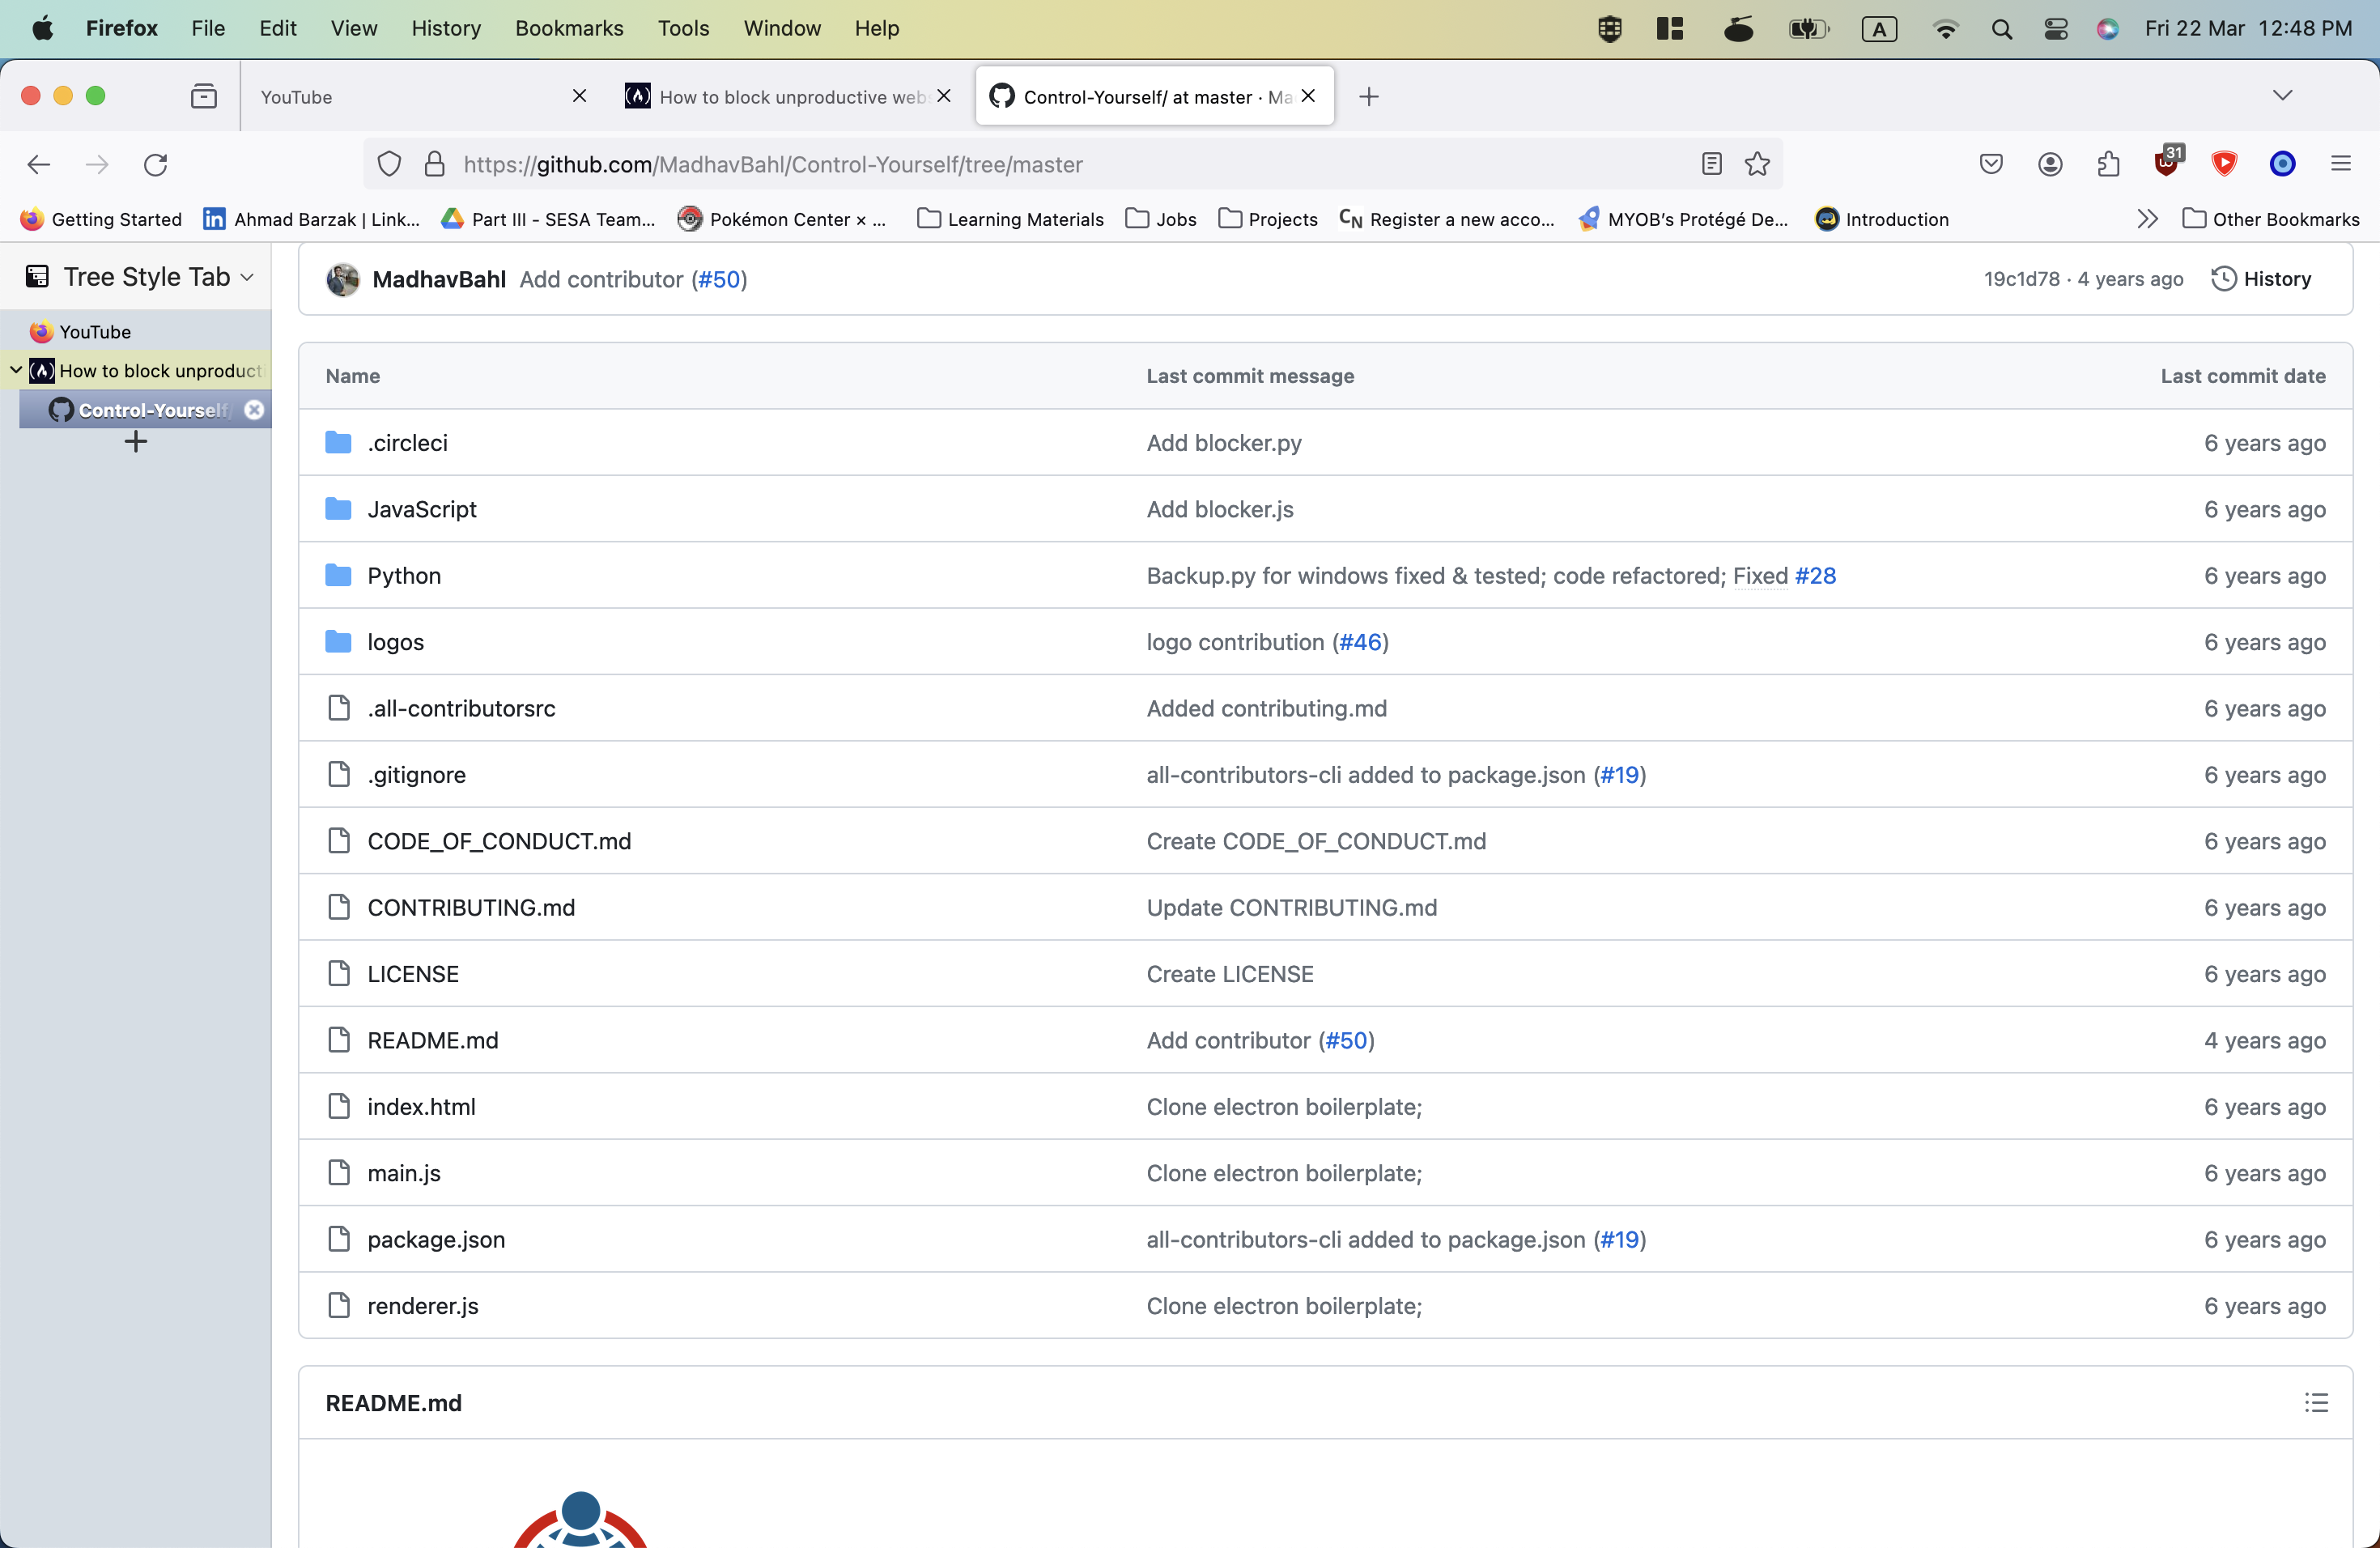 Firefox File Edit View History Bookmarks Tools Window Help A Fri 22 Mar 12:48 PM
YouTube How to block unproductive web Control-Yourself/ at master · Ma
https://github.com/MadhavBahl/Control-Yourself/tree/master 31
Getting Started Ahmad Barzak | Link... Part III - SESA Team... Pokémon Center × ... Learning Materials Jobs Projects Register a new acco... MYOB’s Protégé De... Introduction Other Bookmarks
Tree Style Tab
YouTube
How to block unproduct
Control-Yourself
MadhavBahl Add contributor (#50) 19c1d78 · 4 years ago History
Name Last commit message Last commit date
.circleci Add blocker.py 6 years ago
JavaScript Add blocker.js 6 years ago
Python Backup.py for windows fixed & tested; code refactored; Fixed #28 6 years ago
logos logo contribution (#46) 6 years ago
.all-contributorsrc Added contributing.md 6 years ago
.gitignore all-contributors-cli added to package.json (#19) 6 years ago
CODE_OF_CONDUCT.md Create CODE_OF_CONDUCT.md 6 years ago
CONTRIBUTING.md Update CONTRIBUTING.md 6 years ago
LICENSE Create LICENSE 6 years ago
README.md Add contributor (#50) 4 years ago
index.html Clone electron boilerplate; 6 years ago
main.js Clone electron boilerplate; 6 years ago
package.json all-contributors-cli added to package.json (#19) 6 years ago
renderer.js Clone electron boilerplate; 6 years ago
README.md